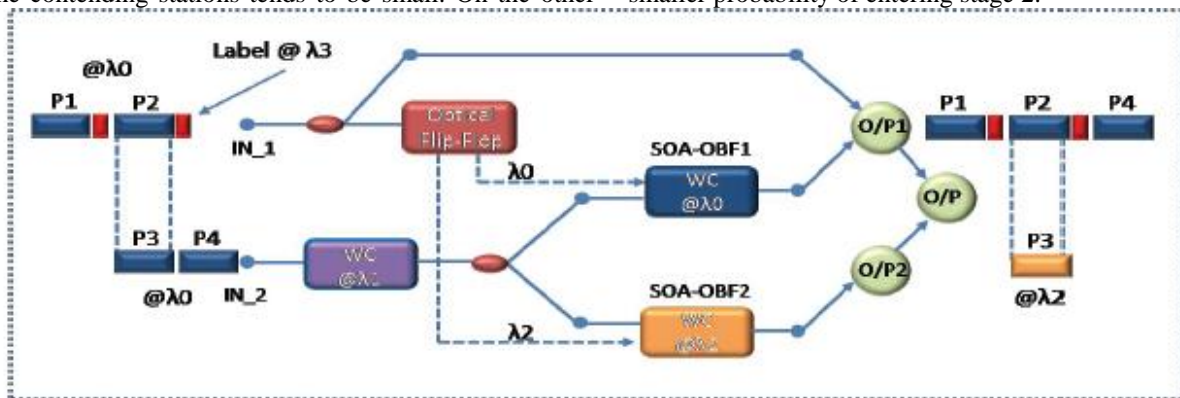 the contending stations tends to be small. On the other smaller probability of entering stage 2.
Label @ λ3
@λ0
P1 P2
IN_1
Optical
Flip-Flop
O/P1
P1 P2 P4
SOA-OBF1
λ0
WC
@λ0
O/P
P3 P4
WC
@λ0 IN_2
O/P2
P3
SOA-OBF2
@λ2
λ2
WC